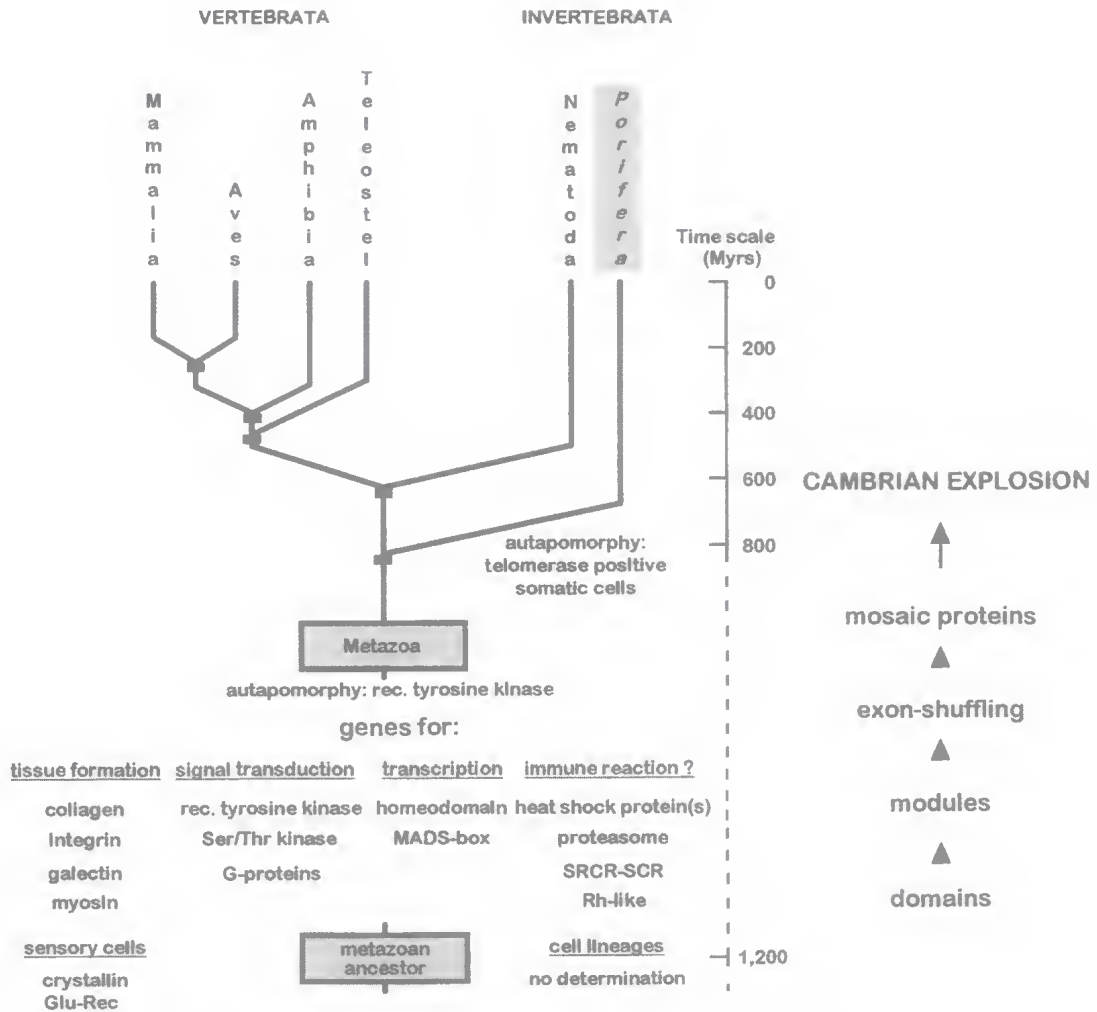 VERTEBRATA
INVERTEBRATA
Mammalia
Aves
Amphibia
Teleostei
Nematoda
Porifera
Time scale
(Myrs)
0
200
400
600
800
1,200
CAMBRIAN EXPLOSION
mosaic proteins
exon-shuffling
modules
domains
autapomorphy:
telomerase positive
somatic cells
Metazoa
autapomorphy: rec. tyrosine kinase
genes for:
tissue formation
collagen
Integrin
galectin
myosin
signal transduction
rec. tyrosine kinase
Ser/Thr kinase
G-proteins
transcription
homeodomain
MADS-box
immune reaction ?
heat shock protein(s)
proteasome
SRCR-SCR
Rh-like
sensory cells
crystallin
Glu-Rec
metazoan
ancestor
cell lineages
no determination